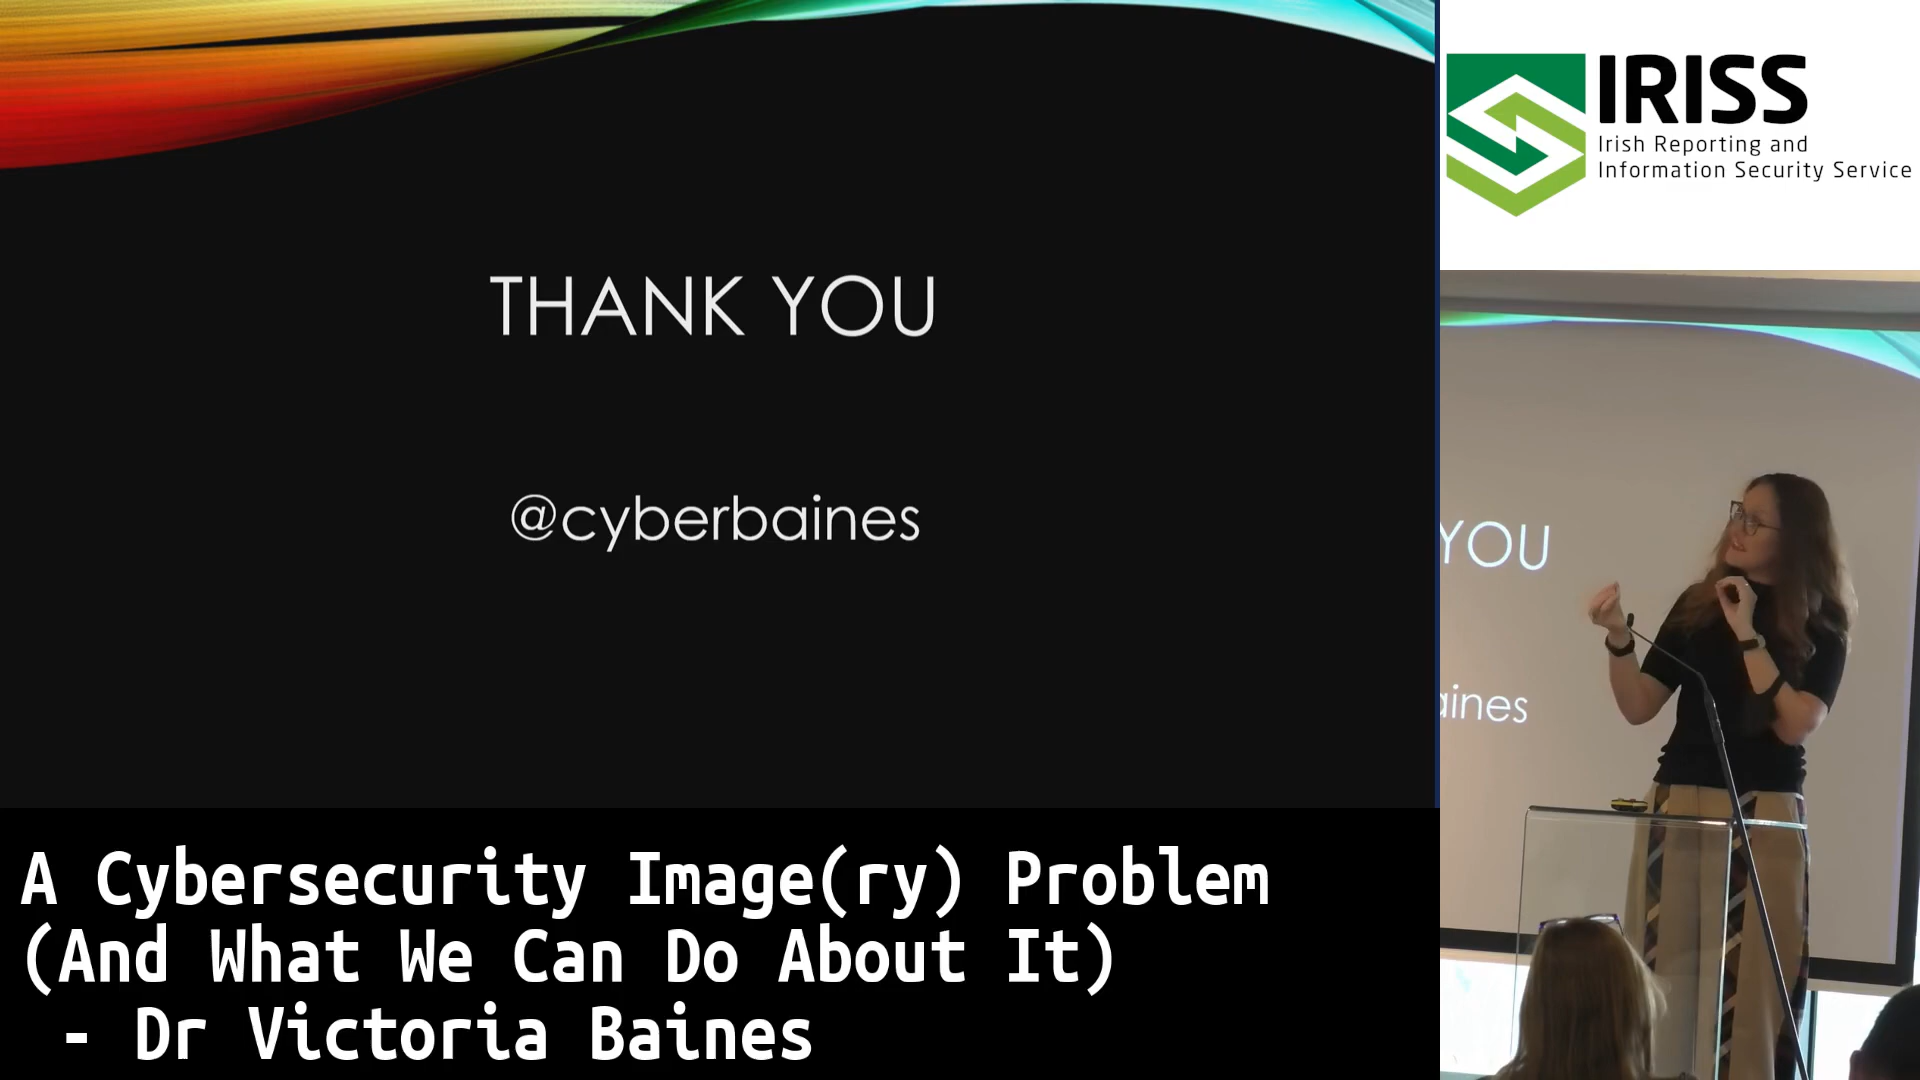 THANK YOU
@cyberbaines
IRISS
Irish Reporting and
Information Security Service
YOU
aines
A Cybersecurity Image(ry) Problem
(And What We Can Do About It)
- Dr Victoria Baines